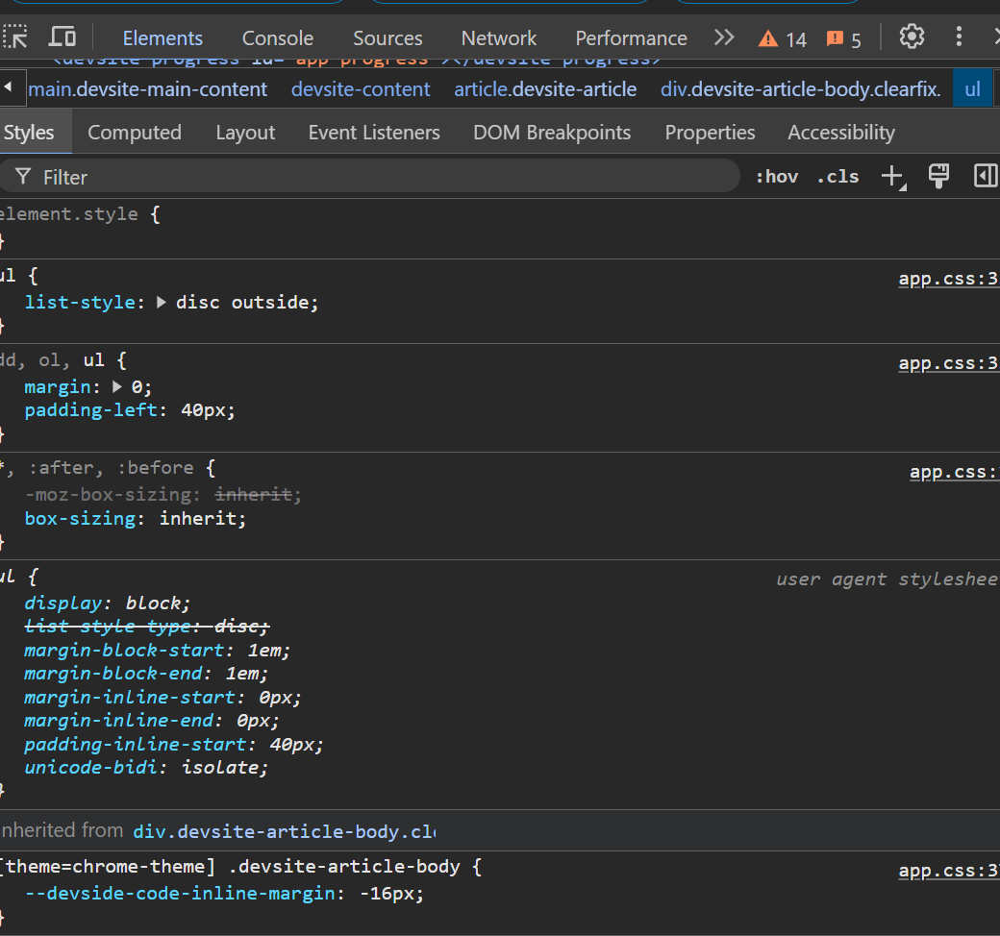 Elements Console Sources Network Performance 14 5
<devsite-progress id="app-progress"></devsite-progress>
main.devsite-main-content devsite-content article.devsite-article div.devsite-article-body.clearfix. ul
Styles Computed Layout Event Listeners DOM Breakpoints Properties Accessibility
Filter :hov .cls
element.style {
}
ul { app.css:3
list-style: disc outside;
}
dd, ol, ul { app.css:3
margin: 0;
padding-left: 40px;
}
*, :after, :before { app.css:
-moz-box-sizing: inherit;
box-sizing: inherit;
}
ul { user agent styleshee
display: block;
list-style-type: disc;
margin-block-start: 1em;
margin-block-end: 1em;
margin-inline-start: 0px;
margin-inline-end: 0px;
padding-inline-start: 40px;
unicode-bidi: isolate;
}
nherited from div.devsite-article-body.cl
[theme=chrome-theme] .devsite-article-body { app.css:3
--devside-code-inline-margin: -16px;
}